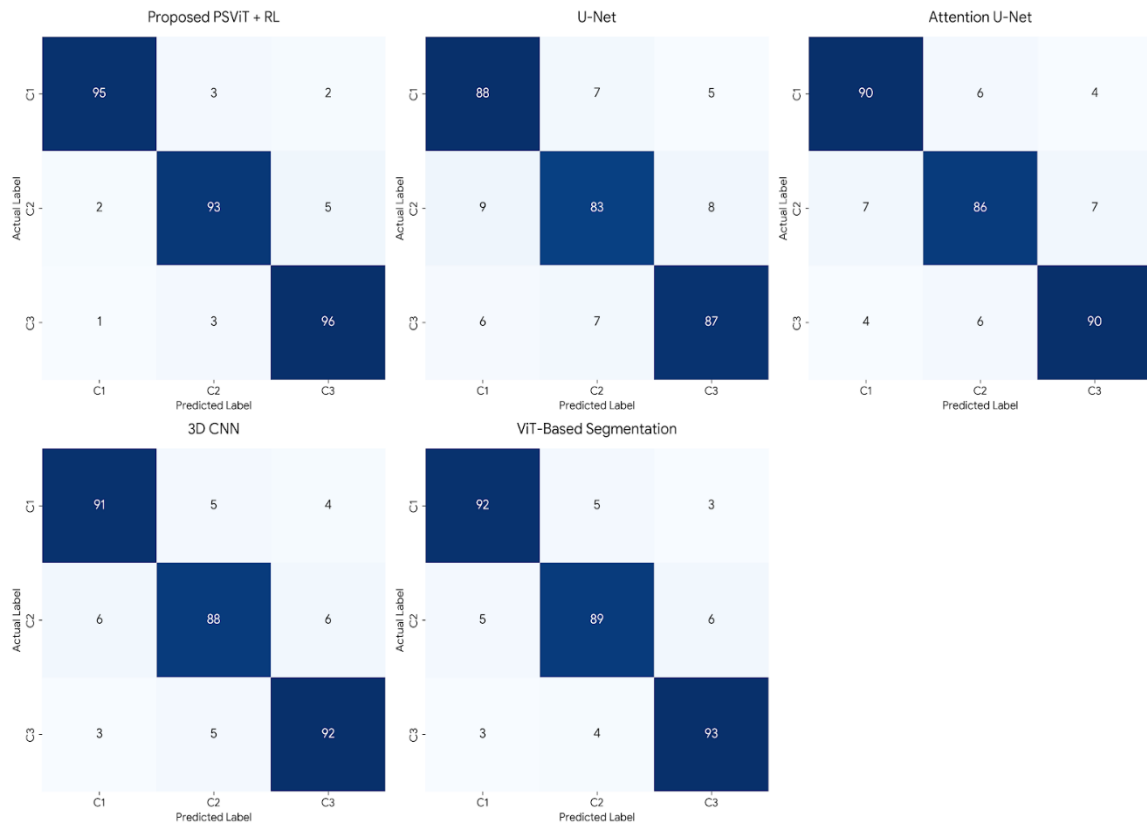 Proposed PSViT + RL
U-Net
Attention U-Net
Actual Label
C1
95 3 2
C2
2 93 5
C3
1 3 96
C1 C2 C3
Predicted Label
Actual Label
C1
88 7 5
C2
9 83 8
C3
6 7 87
C1 C2 C3
Predicted Label
Actual Label
C1
90 6 4
C2
7 86 7
C3
4 6 90
C1 C2 C3
Predicted Label
3D CNN
ViT-Based Segmentation
Actual Label
C1
91 5 4
C2
6 88 6
C3
3 5 92
C1 C2 C3
Predicted Label
Actual Label
C1
92 5 3
C2
5 89 6
C3
3 4 93
C1 C2 C3
Predicted Label